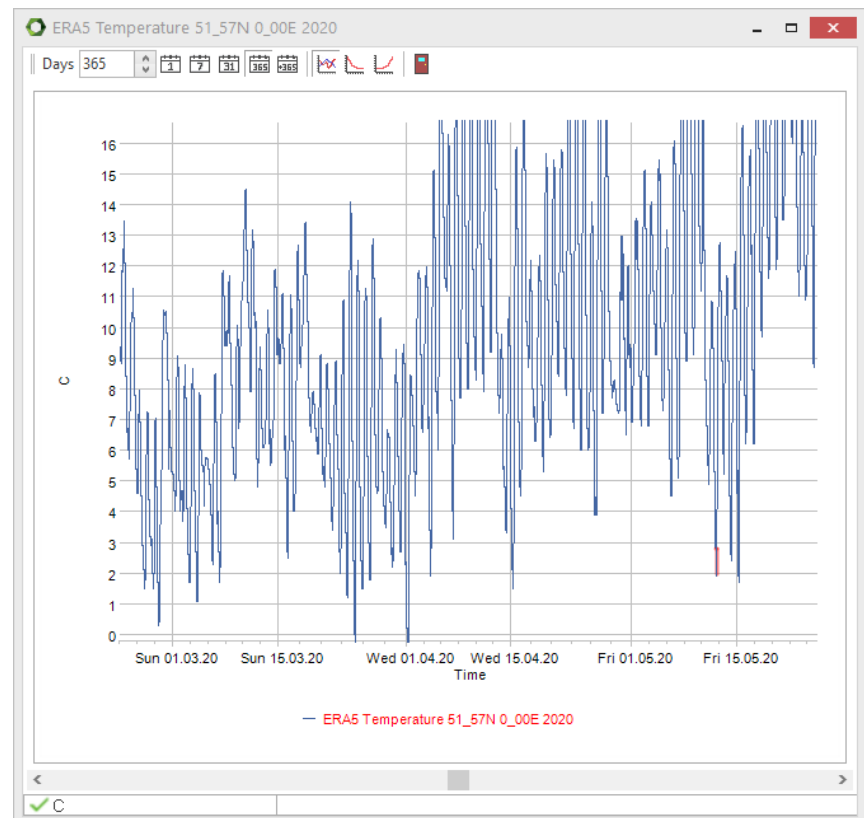 ERA5 Temperature 51_57N 0_00E 2020
Days 365 1 7 31 365 +365
16
15
14
13
12
11
10
9
8
7
6
5
4
3
2
1
0
C
Sun 01.03.20 Sun 15.03.20 Wed 01.04.20 Wed 15.04.20 Fri 01.05.20 Fri 15.05.20
Time
ERA5 Temperature 51_57N 0_00E 2020
C